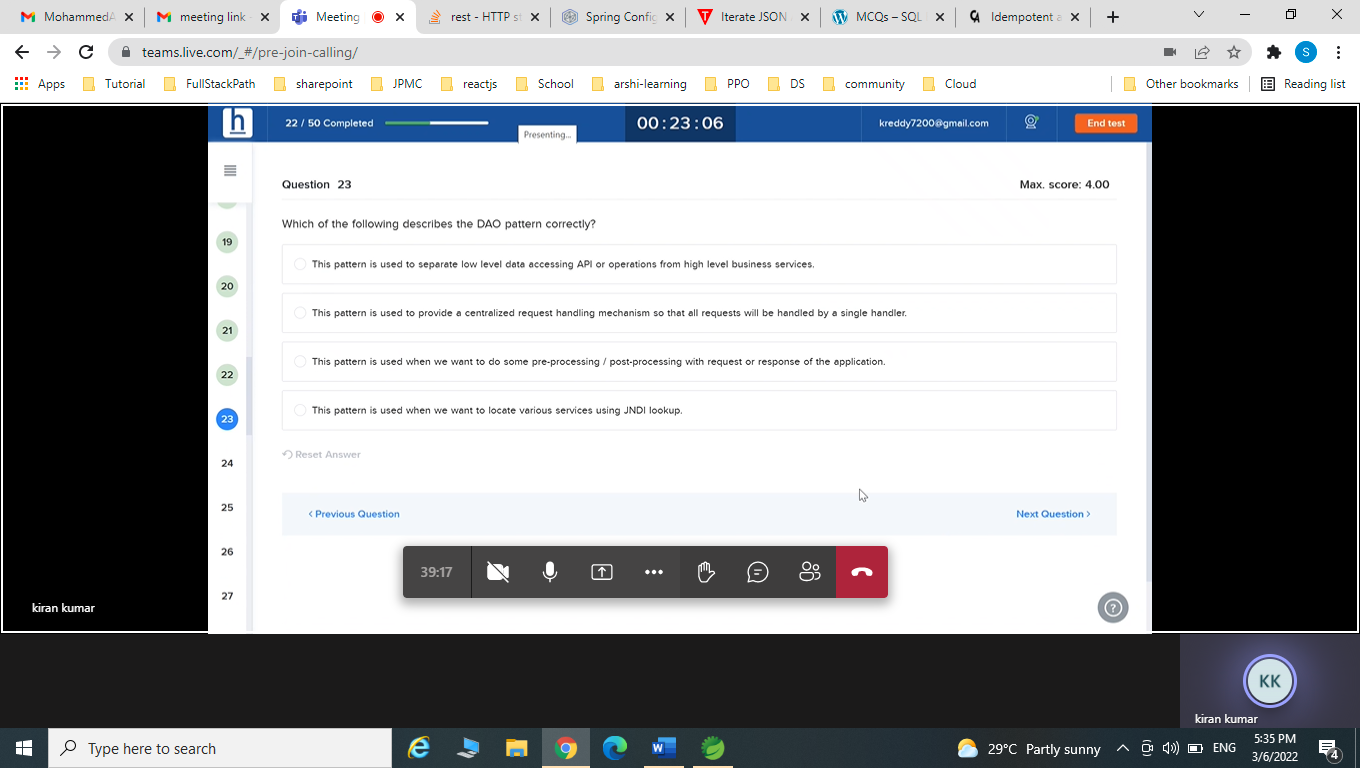 MohammedA
meeting link -
Meeting
rest - HTTP st
Spring Config
Iterate JSON
MCQs – SQL
Idempotent a
teams.live.com/_#/pre-join-calling/
S
Apps
Tutorial
FullStackPath
sharepoint
JPMC
reactjs
School
arshi-learning
PPO
DS
community
Cloud
Other bookmarks
Reading list
h
22 / 50 Completed
Presenting...
00:23:06
kreddy7200@gmail.com
End test
Question 23
Max. score: 4.00
Which of the following describes the DAO pattern correctly?
This pattern is used to separate low level data accessing API or operations from high level business services.
This pattern is used to provide a centralized request handling mechanism so that all requests will be handled by a single handler.
This pattern is used when we want to do some pre-processing / post-processing with request or response of the application.
This pattern is used when we want to locate various services using JNDI lookup.
Reset Answer
< Previous Question
Next Question >
19
20
21
22
23
24
25
26
27
39:17
?
kiran kumar
KK
kiran kumar
Type here to search
29°C Partly sunny
ENG
5:35 PM
3/6/2022
4